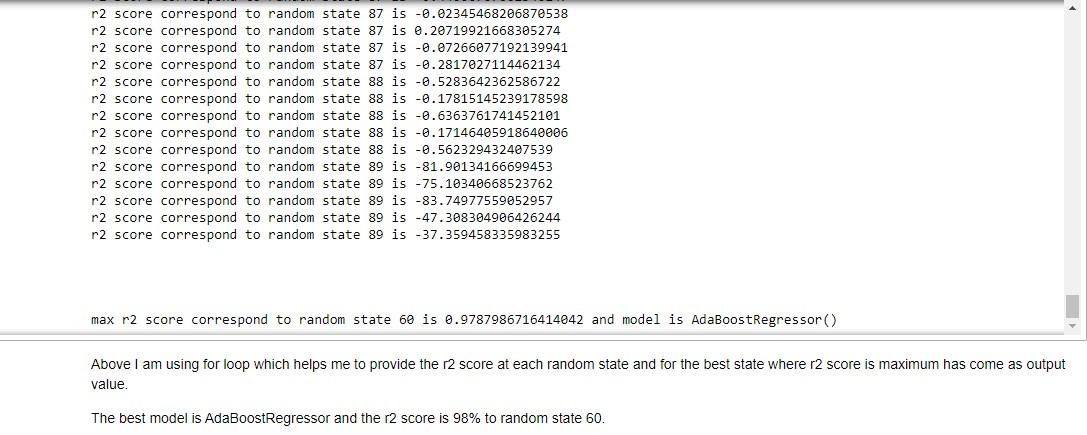 r2 score correspond to random state 87 is -0.02345468206870538
r2 score correspond to random state 87 is 0.20719921668305274
r2 score correspond to random state 87 is -0.07266077192139941
r2 score correspond to random state 87 is -0.2817027114462134
r2 score correspond to random state 88 is -0.5283642362586722
r2 score correspond to random state 88 is -0.17815145239178598
r2 score correspond to random state 88 is -0.6363761741452101
r2 score correspond to random state 88 is -0.17146405918640006
r2 score correspond to random state 88 is -0.562329432407539
r2 score correspond to random state 89 is -81.90134166699453
r2 score correspond to random state 89 is -75.10340668523762
r2 score correspond to random state 89 is -83.74977559052957
r2 score correspond to random state 89 is -47.308304906426244
r2 score correspond to random state 89 is -37.359458335983255
max r2 score correspond to random state 60 is 0.9787986716414042 and model is AdaBoostRegressor()
Above I am using for loop which helps me to provide the r2 score at each random state and for the best state where r2 score is maximum has come as output
value.
The best model is AdaBoostRegressor and the r2 score is 98% to random state 60.